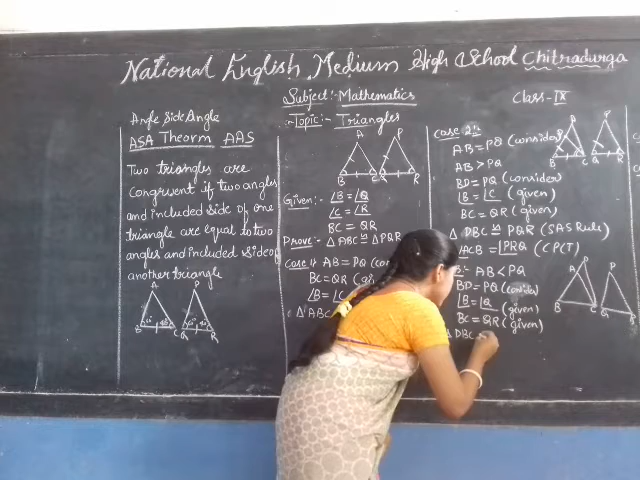 National English Medium High School Chitradurga
Subject:- Mathematics
Class:- IX
Topic:- Triangles
Angle Side Angle
ASA Theorm AAS
Two triangles are
congruent if two angles
and included side of one
triangle are equal to two
angles and included side of
another triangle
A
P
B
C
Q
R
A
P
B
C
Q
R
Given:- ∠B = ∠Q
∠C = ∠R
BC = QR
Prove:- △ABC ≅ △PQR
Case 1: AB = PQ (con
BC = QR (gi
∠B = ∠
△ABC
Case 2:
AB = PQ (consider)
AB > PQ
BD = PQ (consider)
∠B = ∠Q (given)
BC = QR (given)
△ DBC ≅ PQR (SAS Rule)
∠ACB = ∠PRQ (CPCT)
A
P
B
C
Q
R
AB < PQ
BD = PQ (consider)
∠B = ∠Q (given)
BC = QR (given)
△ DBC
A
P
B
C
Q
R